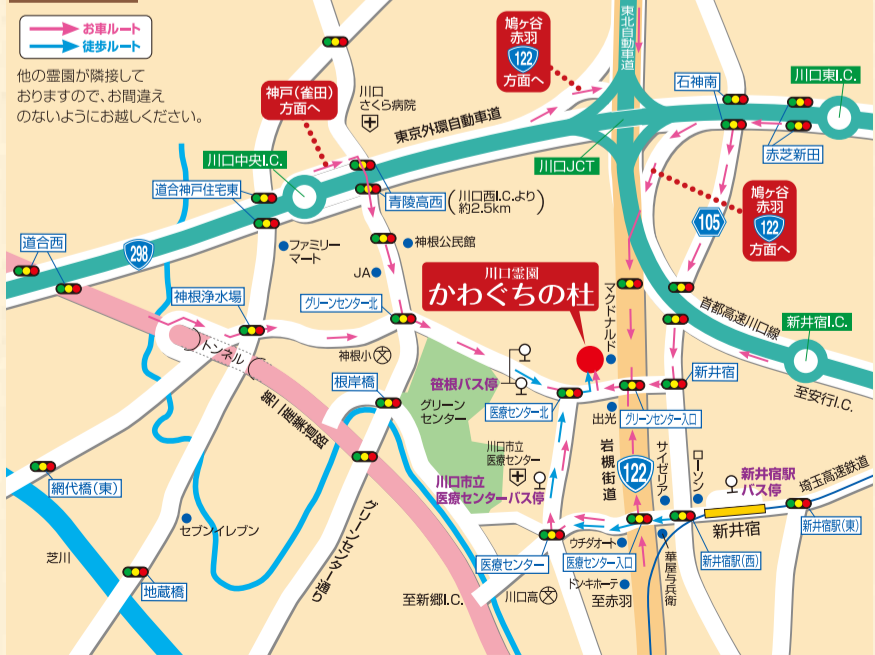 お車ルート
徒歩ルート
他の霊園が隣接して
おりますので、お間違え
のないようにお越しください。
神戸(雀田)
方面へ
川口
さくら病院
鳩ヶ谷
赤羽
122
方面へ
東北自動車道
石神南
川口東I.C.
東京外環自動車道
川口中央I.C.
川口JCT
赤芝新田
道合神戸住宅東
青陵高西
川口西I.C.より
約2.5km
鳩ヶ谷
赤羽
122
方面へ
105
道合西
298
ファミリー
マート
神根公民館
JA
川口霊園
かわぐちの杜
マクドナルド
首都高速川口線
神根浄水場
グリーンセンター北
新井宿I.C.
トンネル
神根小
文
根岸橋
笹根バス停
新井宿
至安行I.C.
グリーン
センター
医療センター北
出光
グリーンセンター入口
第二産業道路
川口市立
医療センター
岩槻街道
122
サイゼリア
ローソン
新井宿駅
バス停
埼玉高速鉄道
網代橋(東)
川口市立
医療センターバス停
セブンイレブン
グリーンセンター通り
新井宿
新井宿駅(東)
芝川
医療センター
ウチダオート
医療センター入口
華屋与兵衛
新井宿駅(西)
地蔵橋
ドンキホーテ
至新郷I.C.
川口高
文
至赤羽